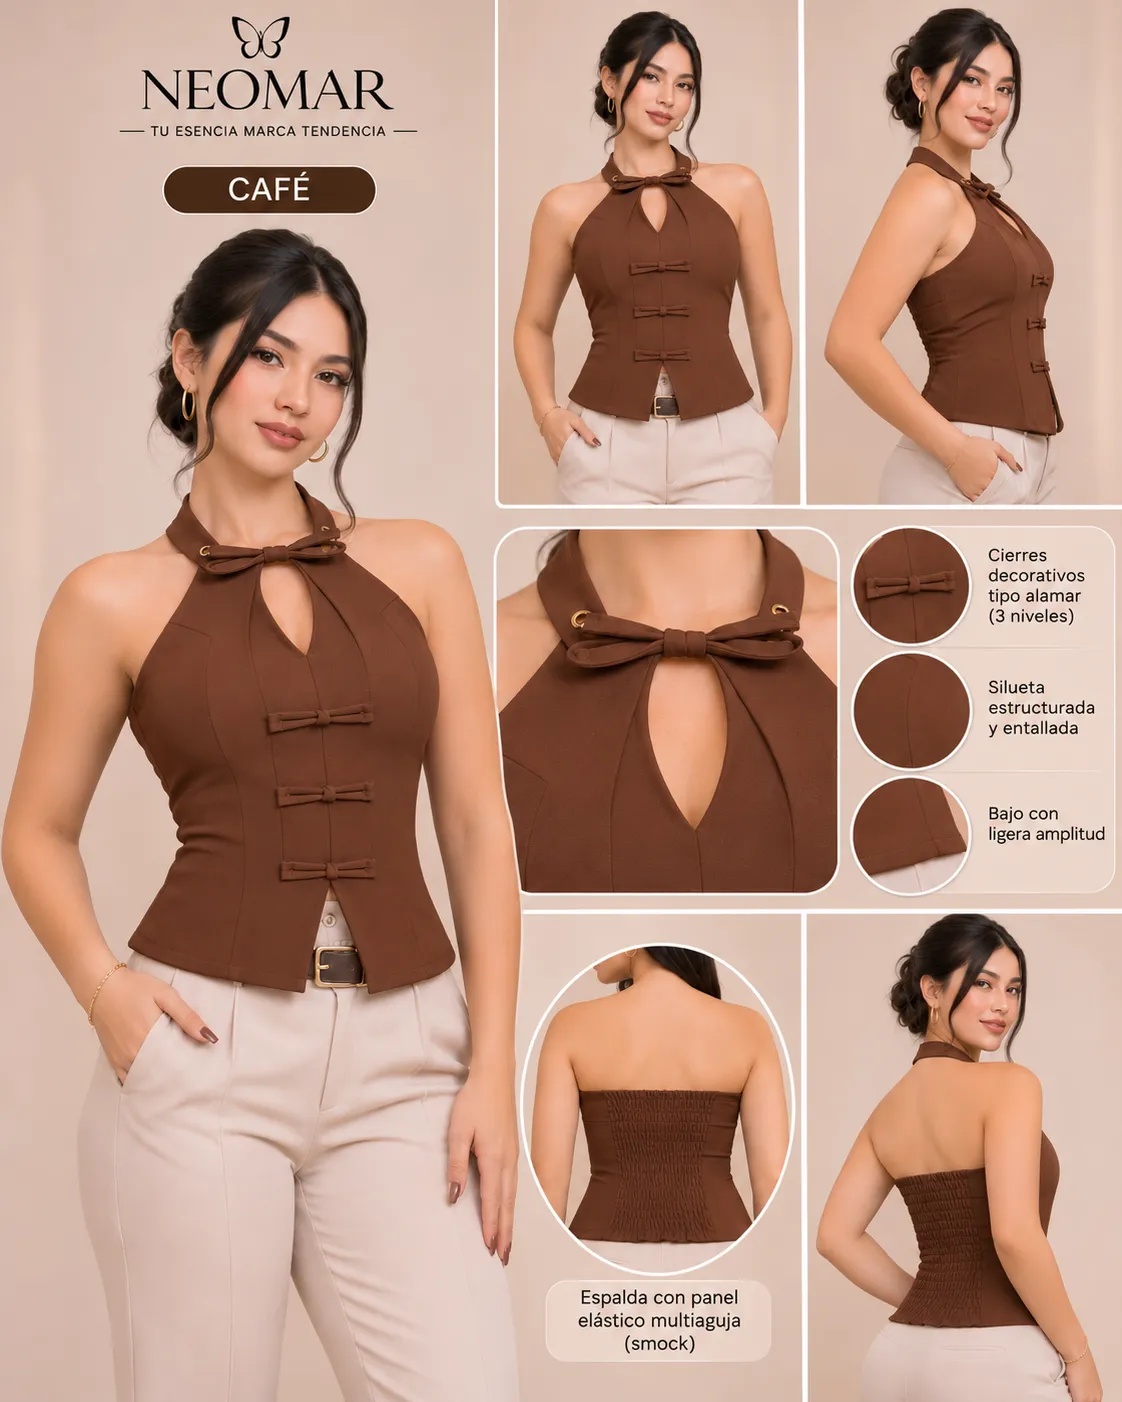 NEOMAR
TU ESENCIA MARCA TENDENCIA
CAFÉ
Cierres
decorativos
tipo alamar
(3 niveles)
Silueta
estructurada
y entallada
Bajo con
ligera amplitud
Espalda con panel
elástico multiaguja
(smock)